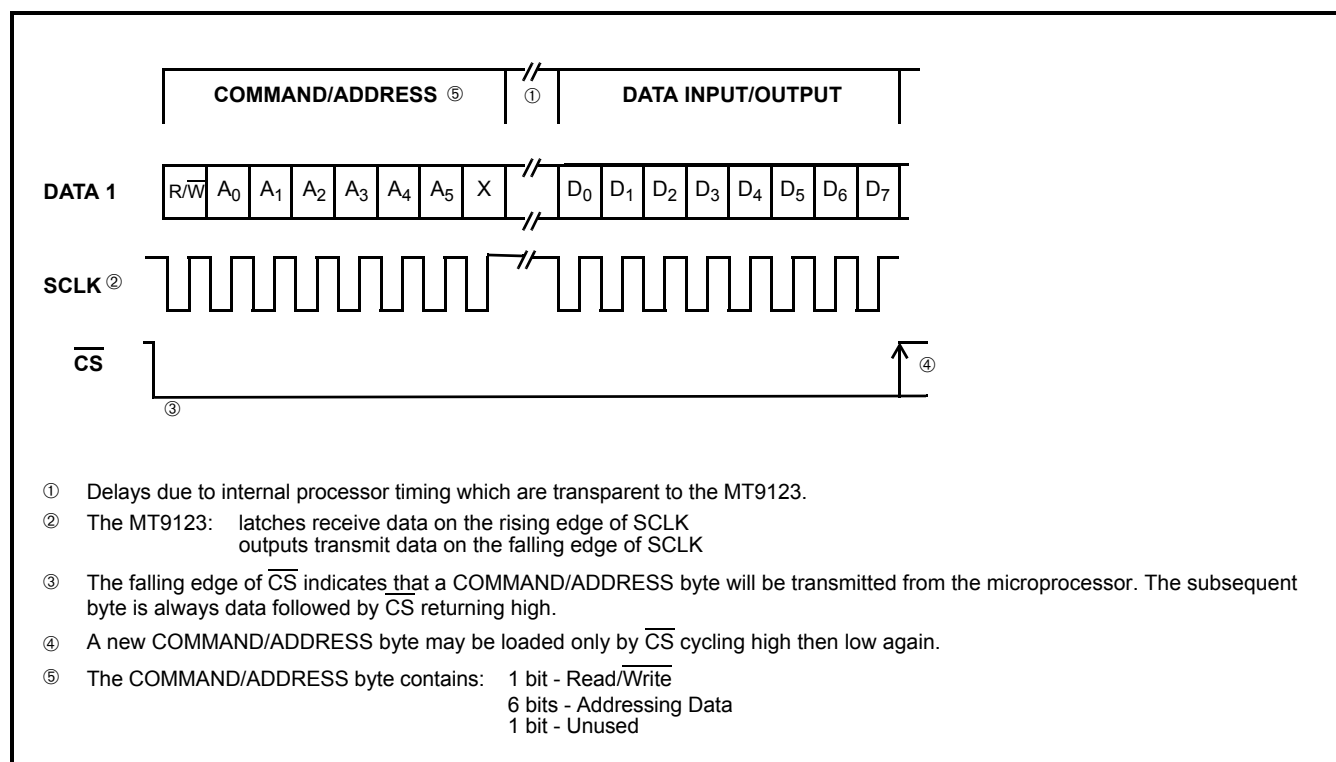 COMMAND/ADDRESS ⑤ ① DATA INPUT/OUTPUT
DATA 1 R/W̅ A₀ A₁ A₂ A₃ A₄ A₅ X D₀ D₁ D₂ D₃ D₄ D₅ D₆ D₇
SCLK ②
C̅S̅ ④
③
① Delays due to internal processor timing which are transparent to the MT9123.
② The MT9123: latches receive data on the rising edge of SCLK
outputs transmit data on the falling edge of SCLK
③ The falling edge of C̅S̅ indicates that a COMMAND/ADDRESS byte will be transmitted from the microprocessor. The subsequent
byte is always data followed by C̅S̅ returning high.
④ A new COMMAND/ADDRESS byte may be loaded only by C̅S̅ cycling high then low again.
⑤ The COMMAND/ADDRESS byte contains: 1 bit - Read/W̅r̅i̅t̅e̅
6 bits - Addressing Data
1 bit - Unused